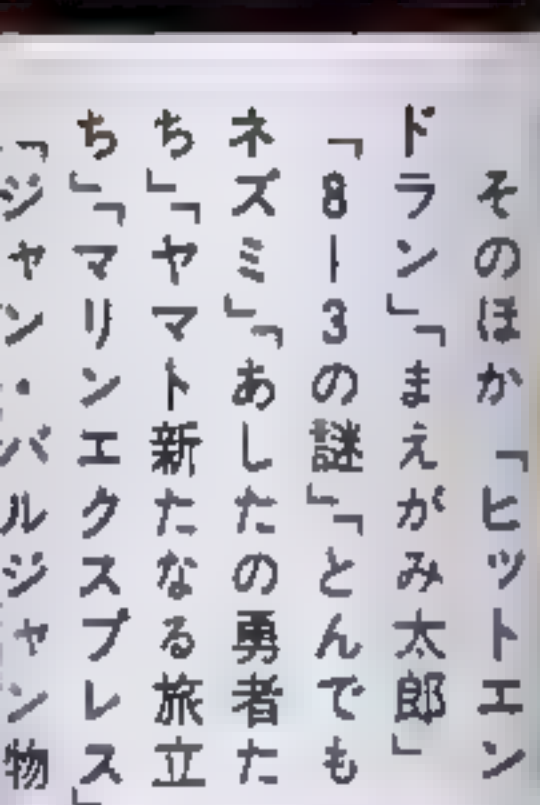 そのほか「ヒットエン
ドラン」「まえがみ太郎」
「8ー3の謎」「とんでも
ネズミ」「あしたの勇者た
ち」「ヤマト新たなる旅立
ち」「マリンエクスプレス」
「ジャン・バルジャン物